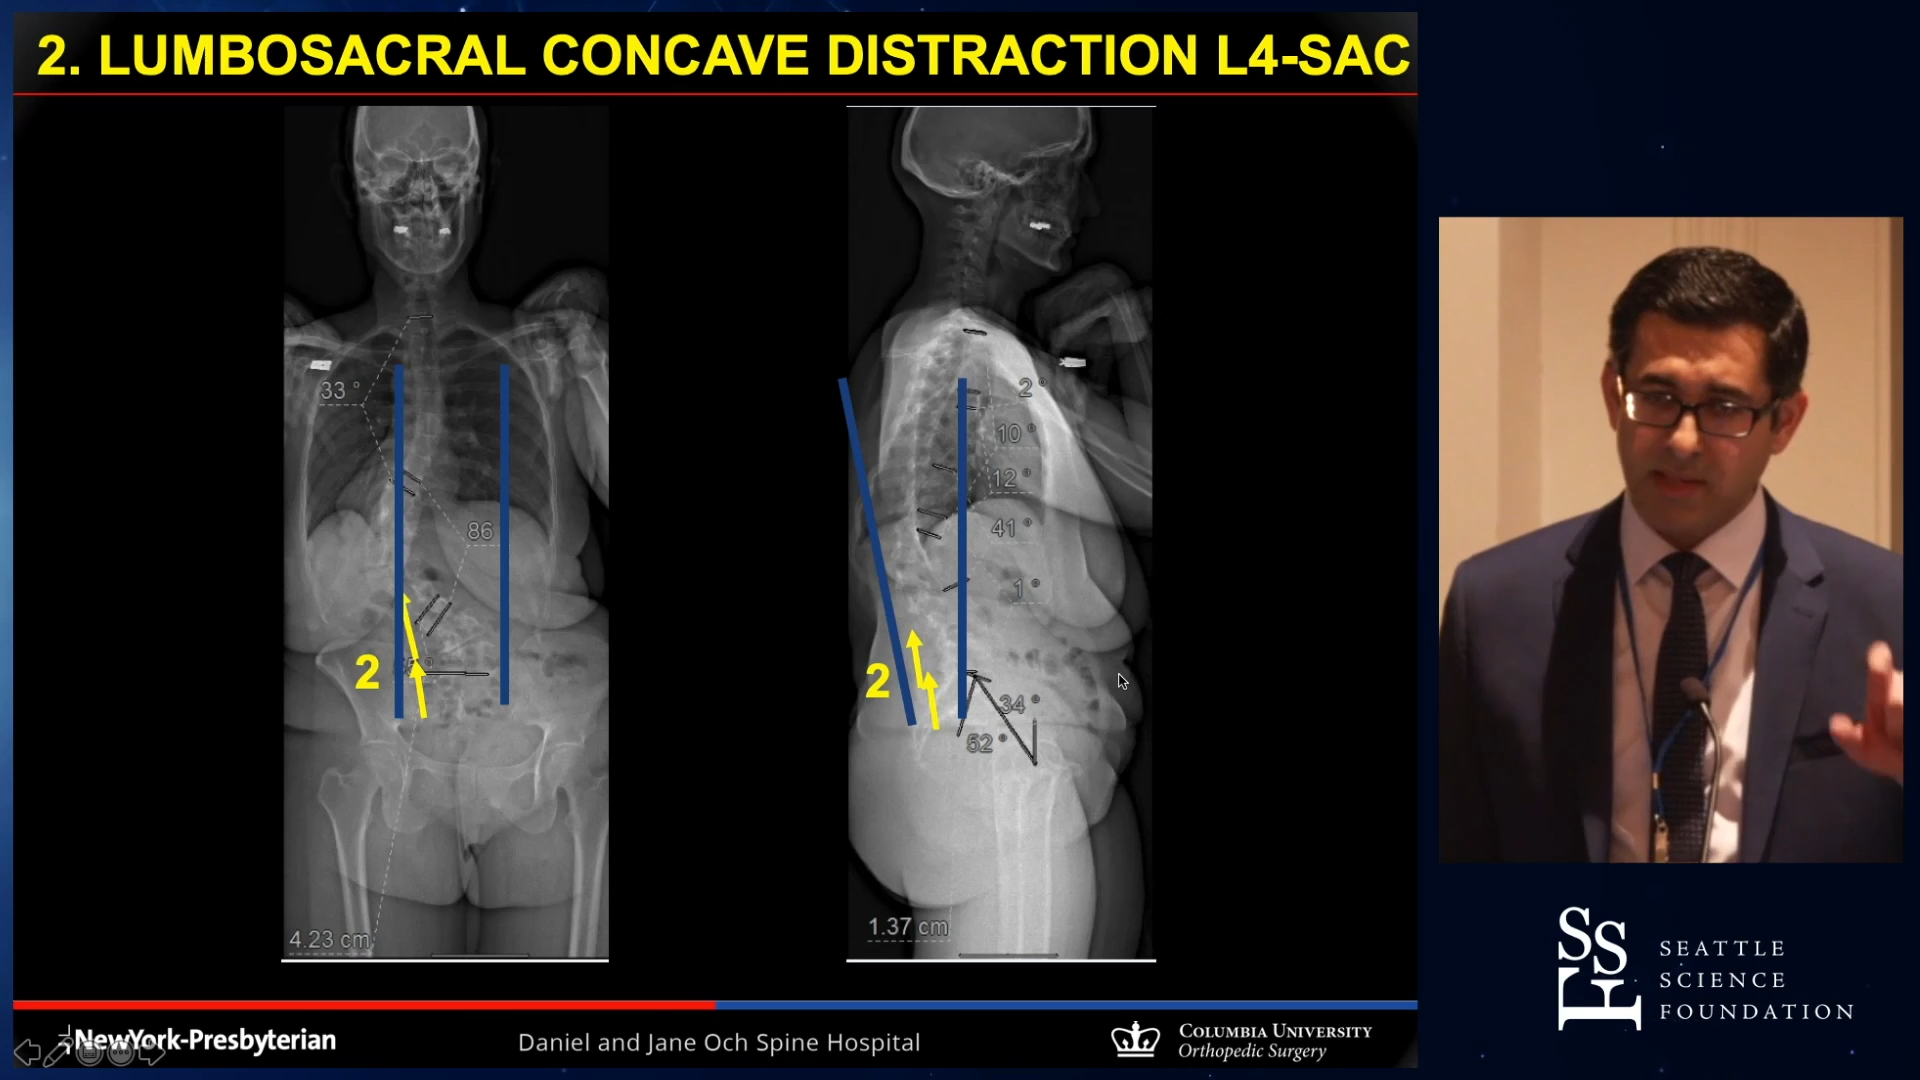 2. LUMBOSACRAL CONCAVE DISTRACTION L4-SAC
33 °
86
2
4.23 cm
2 °
10 °
12 °
41 °
1 °
2
34 °
52 °
1.37 cm
NewYork-Presbyterian
Daniel and Jane Och Spine Hospital
COLUMBIA UNIVERSITY
Orthopedic Surgery
SSF
SEATTLE
SCIENCE
FOUNDATION